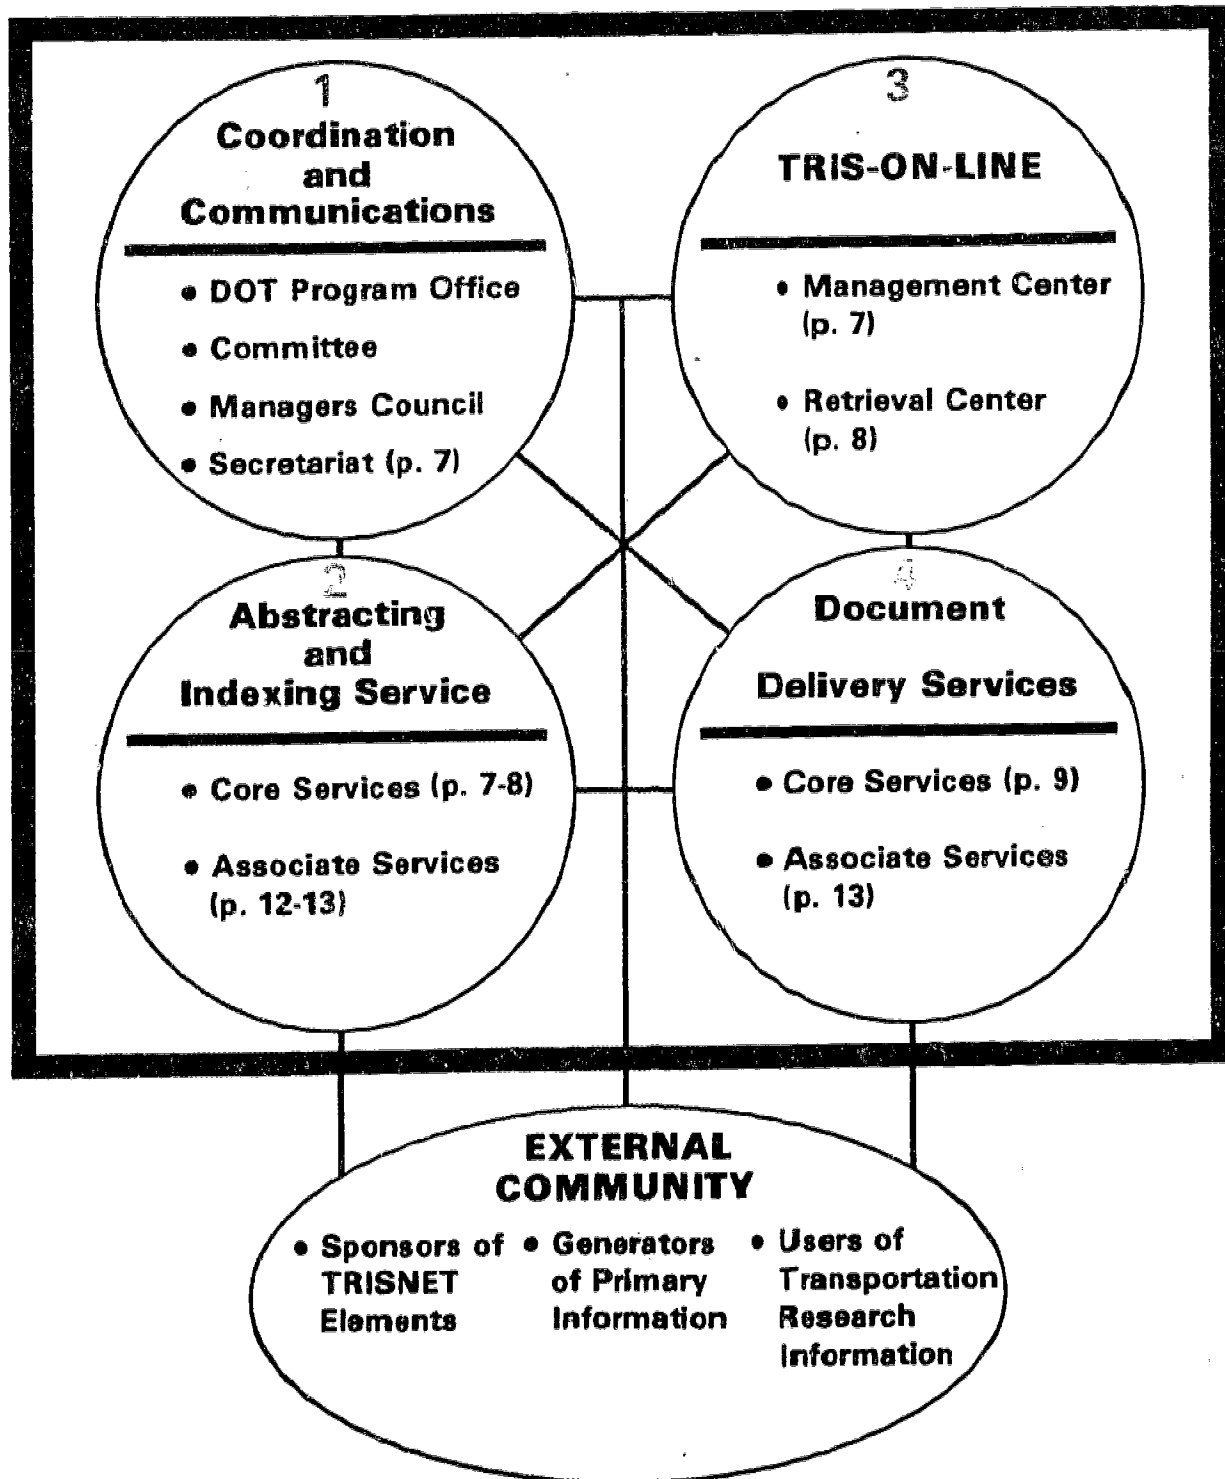 1
Coordination
and
Communications
• DOT Program Office
• Committee
• Managers Council
• Secretariat (p. 7)
3
TRIS-ON-LINE
• Management Center
(p. 7)
• Retrieval Center
(p. 8)
2
Abstracting
and
Indexing Service
• Core Services (p. 7-8)
• Associate Services
(p. 12-13)
4
Document
Delivery Services
• Core Services (p. 9)
• Associate Services
(p. 13)
EXTERNAL
COMMUNITY
• Sponsors of
TRISNET
Elements
• Generators
of Primary
Information
• Users of
Transportation
Research
Information